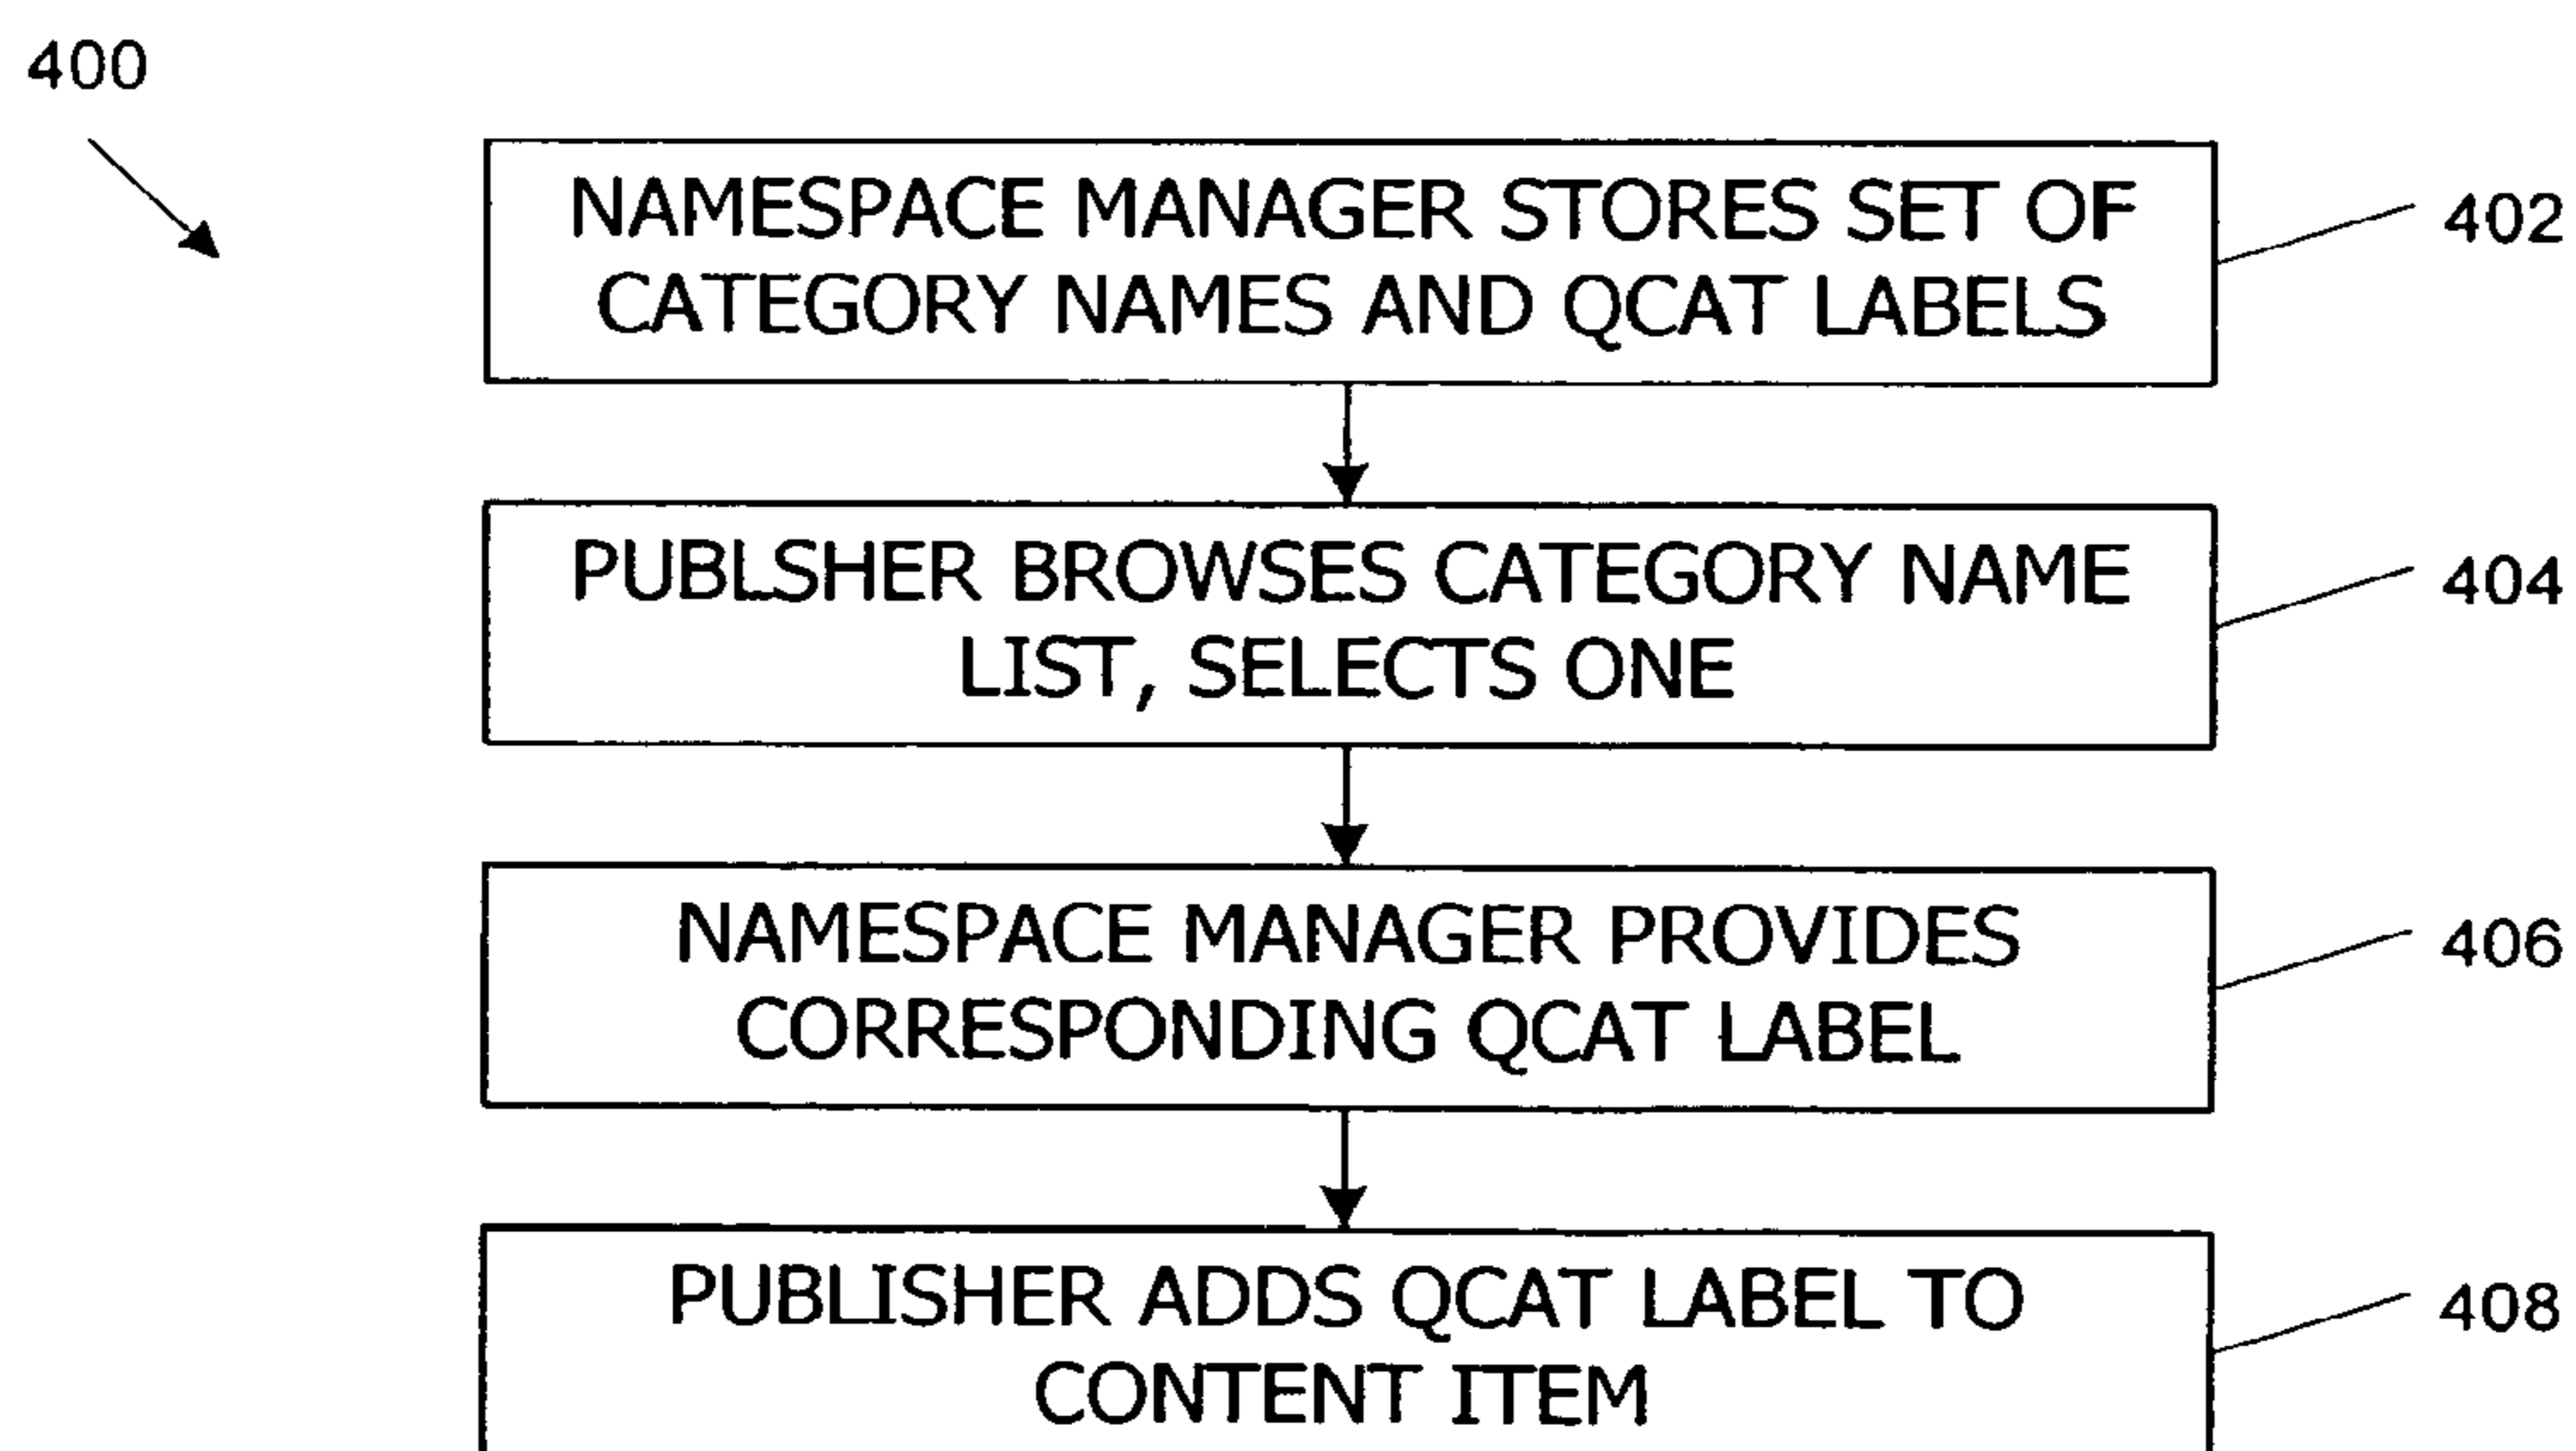 400
NAMESPACE MANAGER STORES SET OF
CATEGORY NAMES AND QCAT LABELS
402
PUBLSHER BROWSES CATEGORY NAME
LIST, SELECTS ONE
404
NAMESPACE MANAGER PROVIDES
CORRESPONDING QCAT LABEL
406
PUBLISHER ADDS QCAT LABEL TO
CONTENT ITEM
408